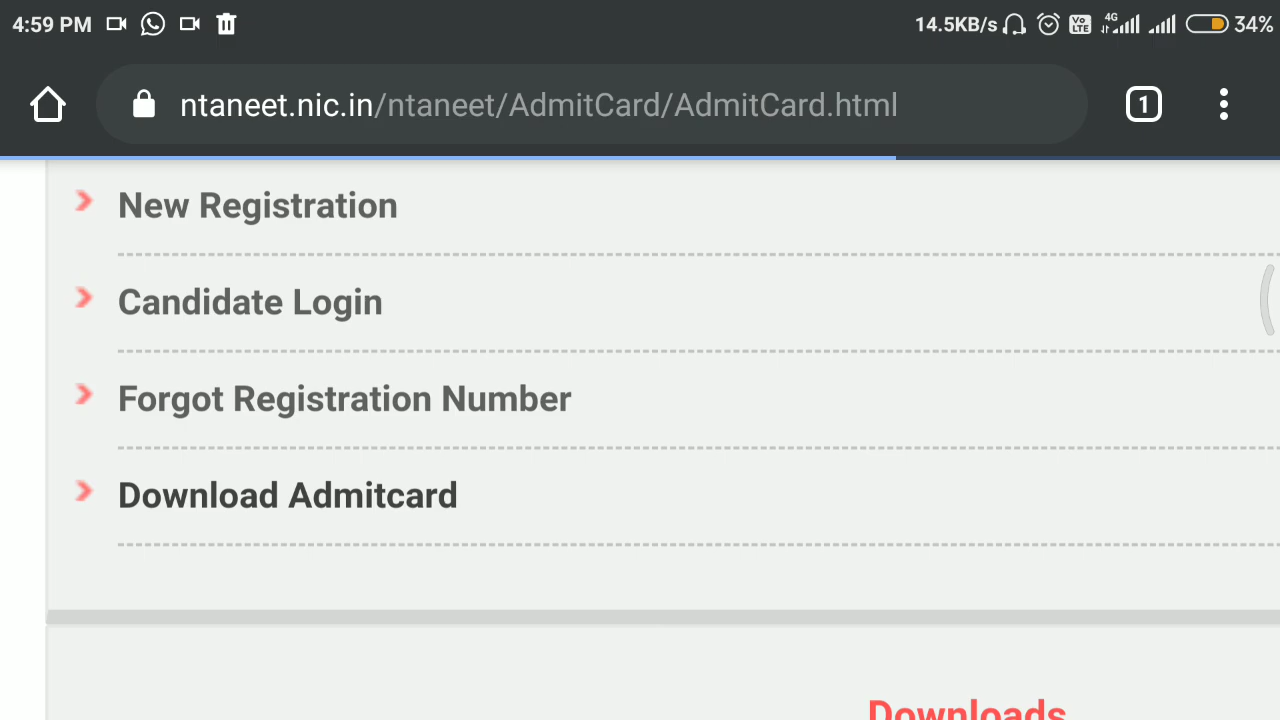 4:59 PM 14.5KB/s VoLTE 4G 34%
ntaneet.nic.in/ntaneet/AdmitCard/AdmitCard.html 1
New Registration
Candidate Login
Forgot Registration Number
Download Admitcard
Downloads